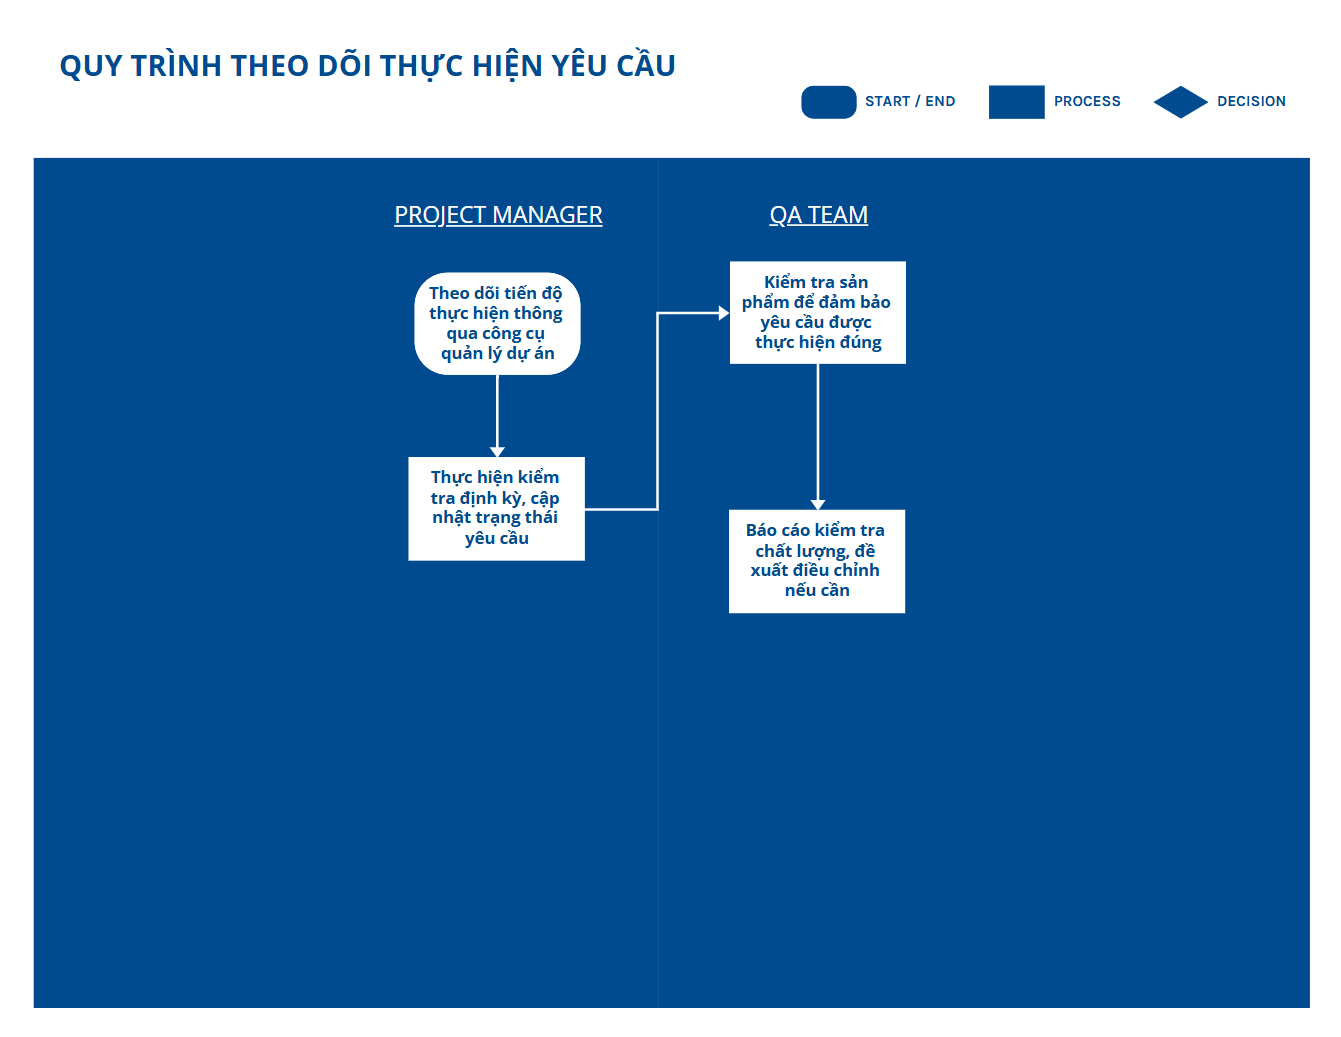 QUY TRÌNH THEO DÕI THỰC HIỆN YÊU CẦU
START / END
PROCESS
DECISION
PROJECT MANAGER
QA TEAM
Theo dõi tiến độ
thực hiện thông
qua công cụ
quản lý dự án
Thực hiện kiểm
tra định kỳ, cập
nhật trạng thái
yêu cầu
Kiểm tra sản
phẩm để đảm bảo
yêu cầu được
thực hiện đúng
Báo cáo kiểm tra
chất lượng, đề
xuất điều chỉnh
nếu cần